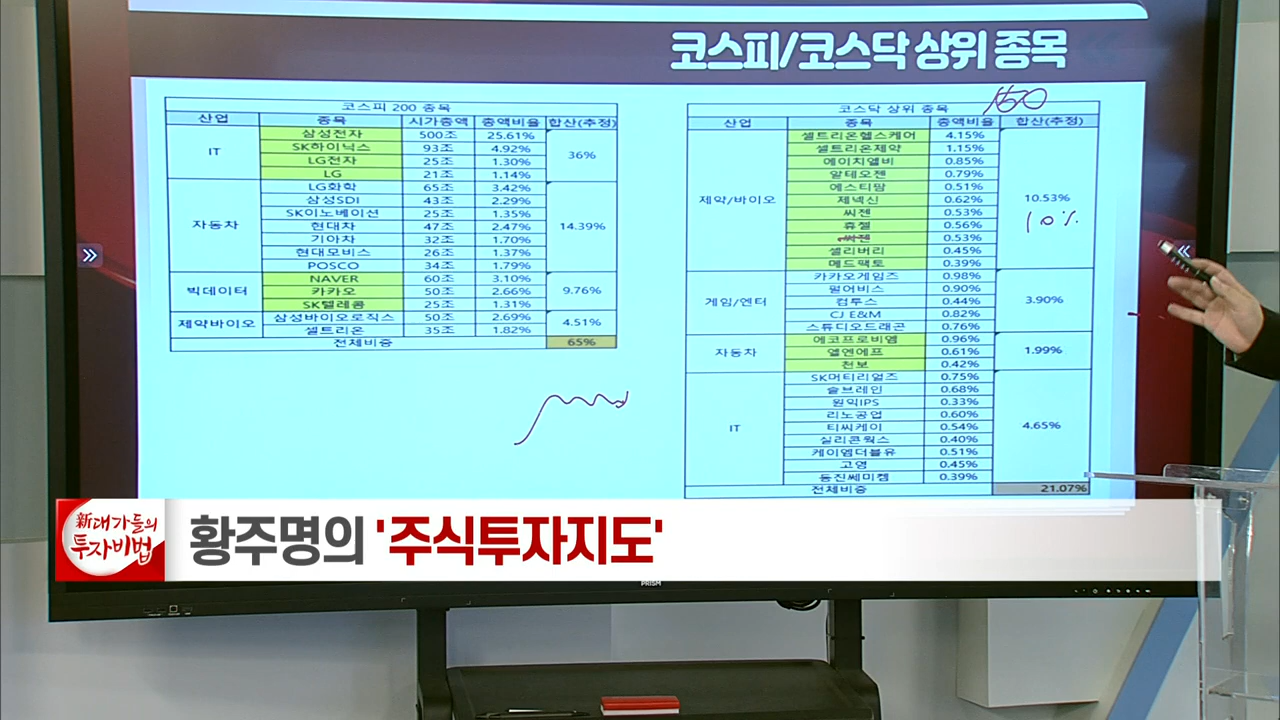 코스피/코스닥 상위 종목
코스피 200 종목
산업 종목 시가총액 총액비율 합산(추정)
IT 삼성전자 500조 25.61% 36%
SK하이닉스 93조 4.92%
LG전자 25조 1.30%
LG 21조 1.14%
자동차 LG화학 65조 3.42% 14.39%
삼성SDI 43조 2.29%
SK이노베이션 25조 1.35%
현대차 47조 2.47%
기아차 32조 1.70%
현대모비스 26조 1.37%
POSCO 34조 1.79%
빅데이터 NAVER 60조 3.10% 9.76%
카카오 50조 2.66%
SK텔레콤 25조 1.31%
제약바이오 삼성바이오로직스 50조 2.69% 4.51%
셀트리온 35조 1.82%
전체비중 65%
코스닥 상위 종목 150
산업 종목 총액비율 합산(추정)
제약/바이오 셀트리온헬스케어 4.15% 10.53%
셀트리온제약 1.15%
에이치엘비 0.85%
알테오젠 0.79%
에스티팜 0.51%
제넥신 0.62%
씨젠 0.53%
휴젤 0.56%
씨젠 0.53%
셀리버리 0.45%
메드팩토 0.39%
10%
게임/엔터 카카오게임즈 0.98% 3.90%
펄어비스 0.90%
컴투스 0.44%
CJ E&M 0.82%
스튜디오드래곤 0.76%
자동차 에코프로비엠 0.96% 1.99%
엘앤에프 0.61%
천보 0.42%
IT SK머티리얼즈 0.75% 4.65%
솔브레인 0.68%
원익IPS 0.33%
리노공업 0.60%
티씨케이 0.54%
실리콘웍스 0.40%
케이엠더블유 0.51%
고영 0.45%
동진쎄미켐 0.39%
전체비중 21.07%
新대가들의
투자비법
황주명의 '주식투자지도'
PRISM